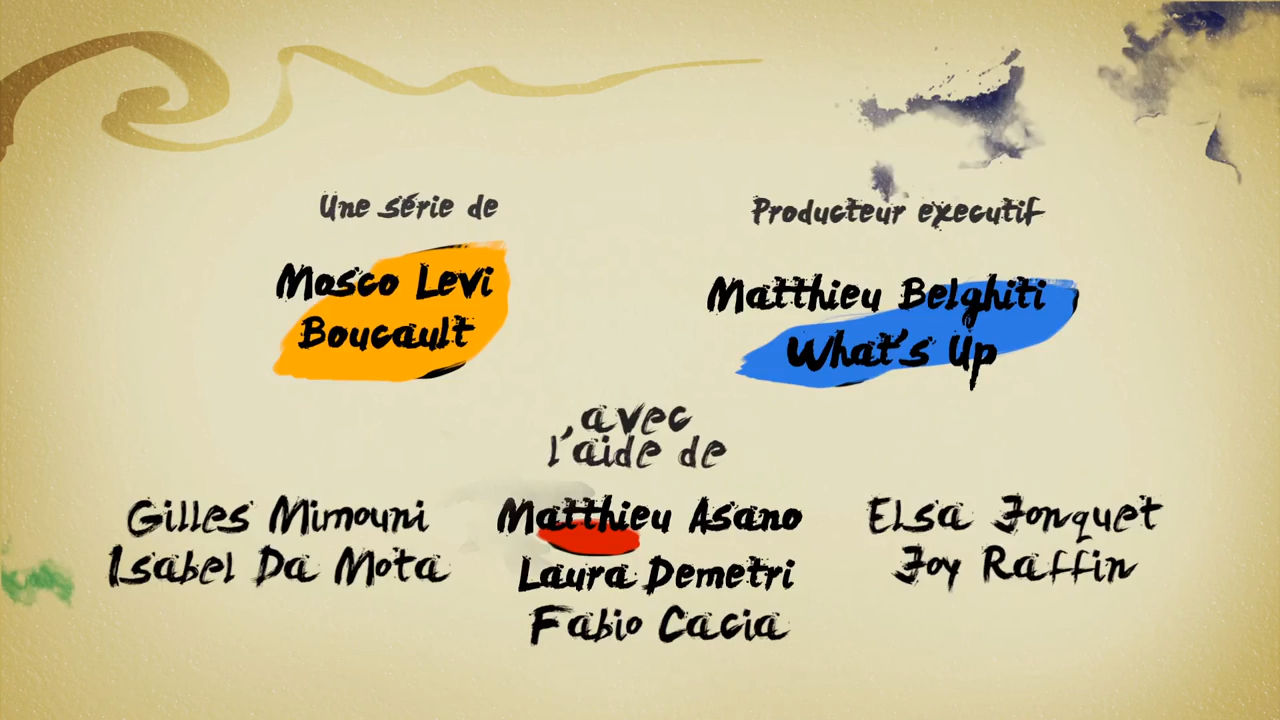 Une série de
Mosco Levi
Boucault
Producteur executif
Matthieu Belghiti
What's Up
avec
l'aide de
Gilles Mimouni
Isabel Da Mota
Matthieu Asano
Laura Demetri
Fabio Cacia
Elsa Jonquet
Joy Raffin